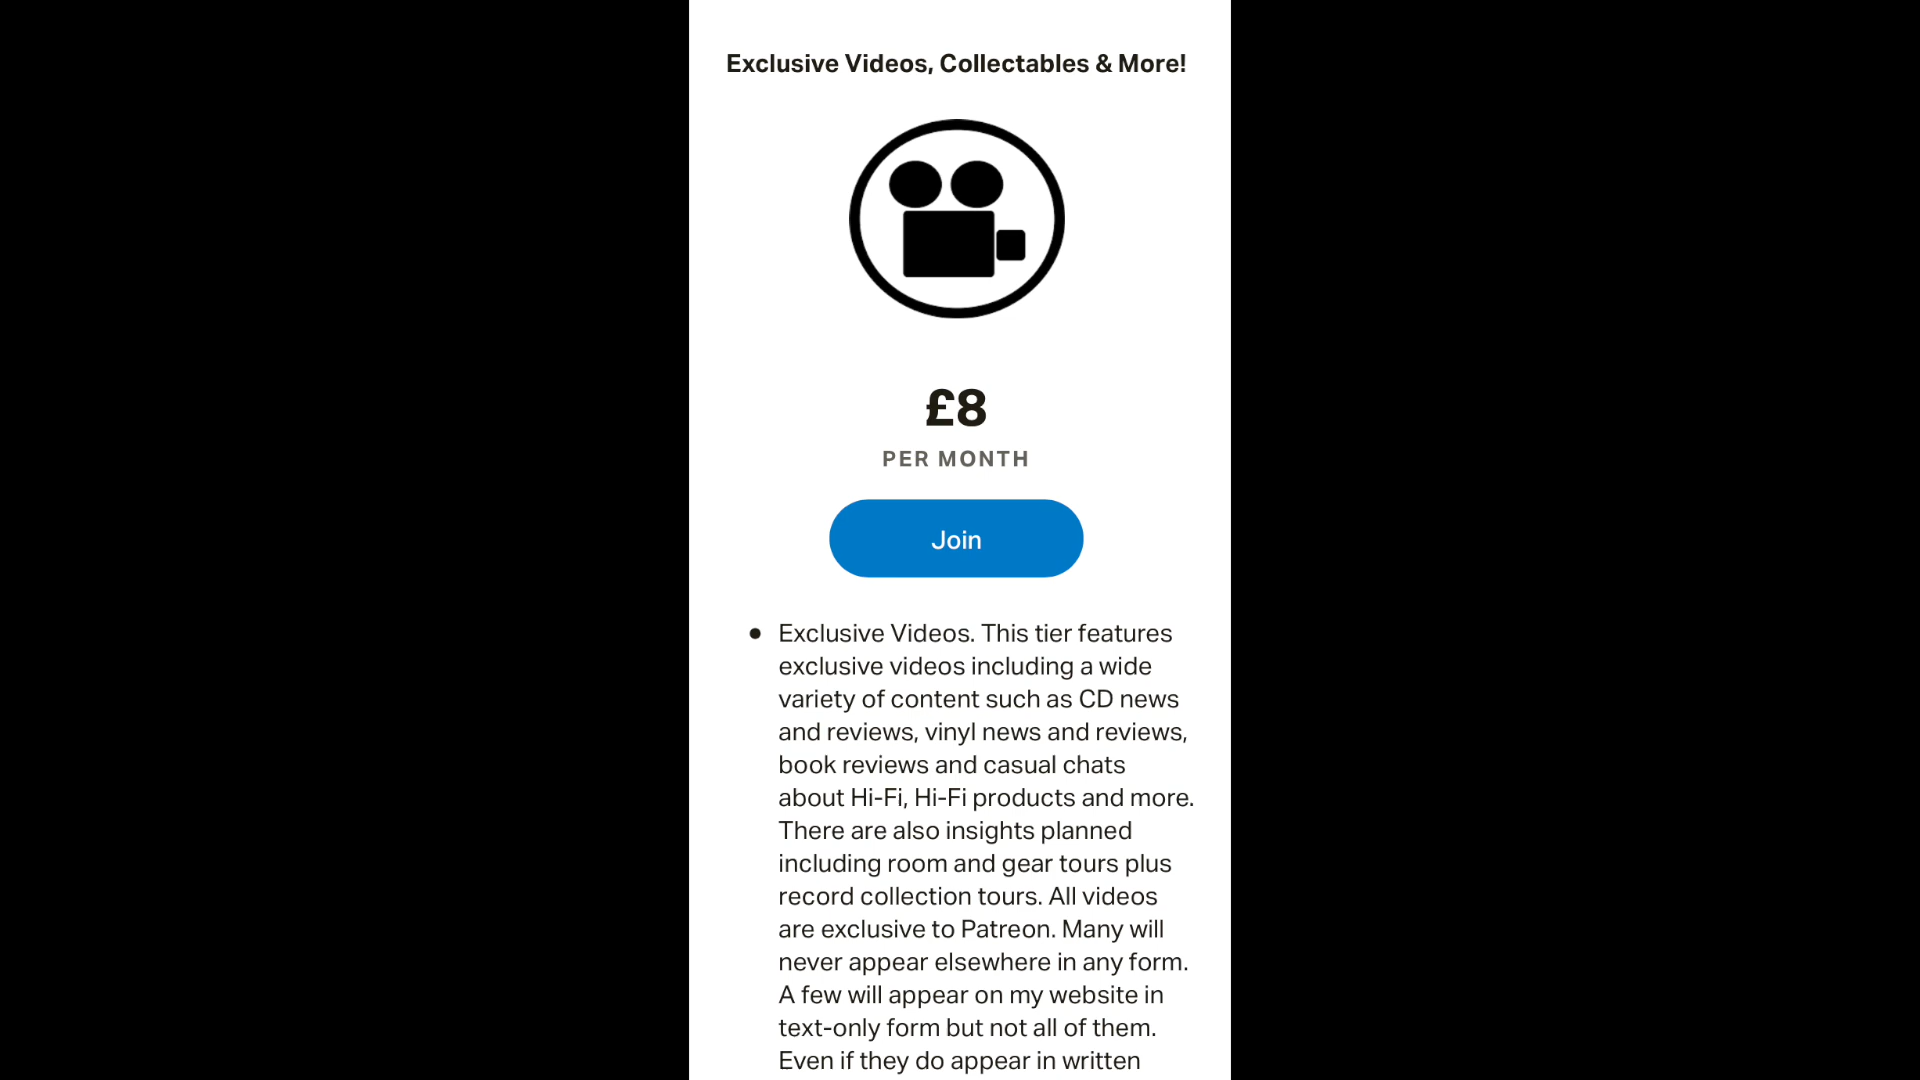 Exclusive Videos, Collectables & More!
£8
PER MONTH
Join
• Exclusive Videos. This tier features
exclusive videos including a wide
variety of content such as CD news
and reviews, vinyl news and reviews,
book reviews and casual chats
about Hi-Fi, Hi-Fi products and more.
There are also insights planned
including room and gear tours plus
record collection tours. All videos
are exclusive to Patreon. Many will
never appear elsewhere in any form.
A few will appear on my website in
text-only form but not all of them.
Even if they do appear in written